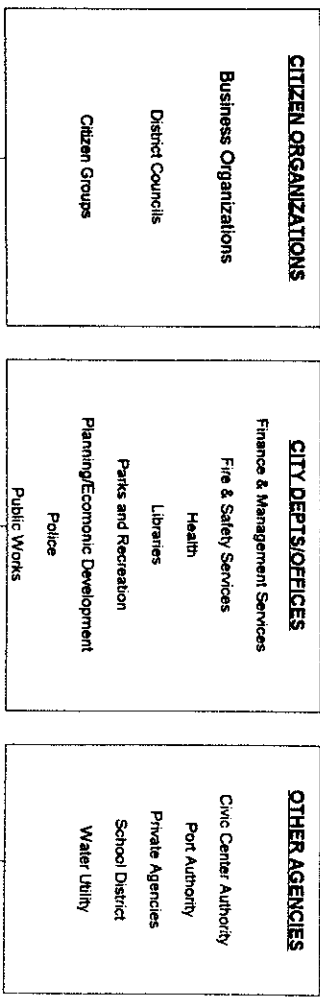 CITIZEN ORGANIZATIONS
Business Organizations
District Councils
Citizen Groups
CITY DEPTS/OFFICES
Finance & Management Services
Fire & Safety Services
Health
Libraries
Parks and Recreation
Planning/Ecomonic Development
Police
Public Works
OTHER AGENCIES
Civic Center Authority
Port Authority
Private Agencies
School District
Water Utility